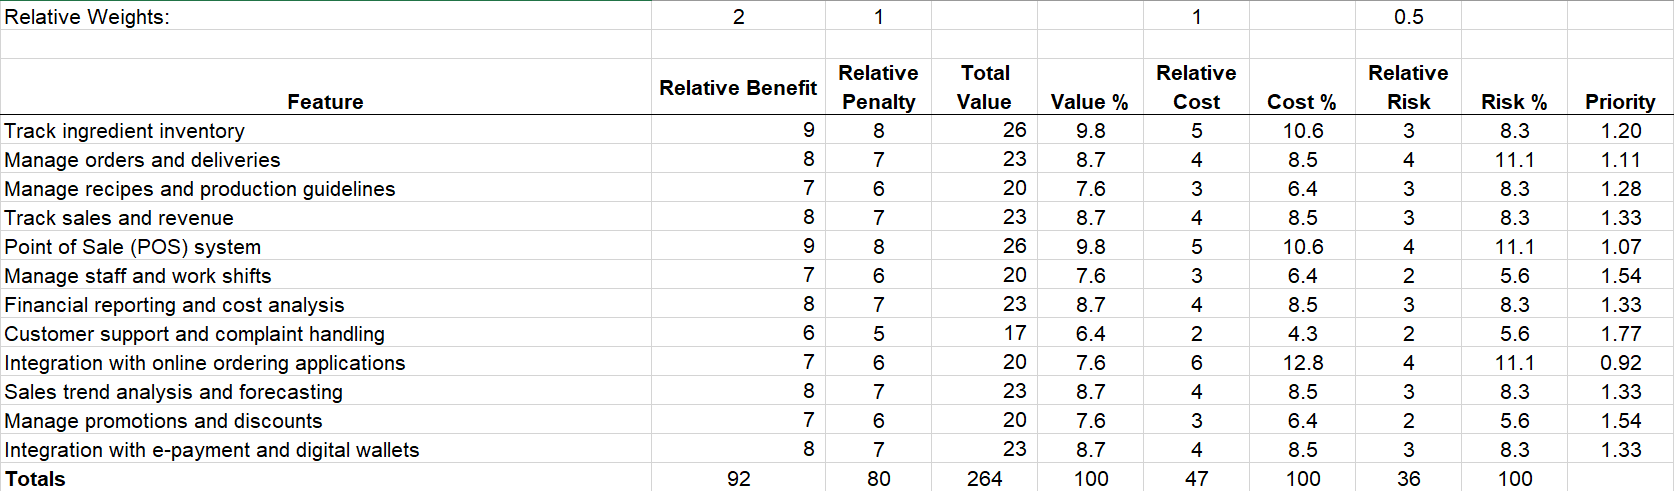 Relative Weights: 2 1 1 0.5
Relative Relative Total Relative Relative
Feature Relative Benefit Penalty Value Value % Cost Cost % Risk Risk % Priority
Track ingredient inventory 9 8 26 9.8 5 10.6 3 8.3 1.20
Manage orders and deliveries 8 7 23 8.7 4 8.5 4 11.1 1.11
Manage recipes and production guidelines 7 6 20 7.6 3 6.4 3 8.3 1.28
Track sales and revenue 8 7 23 8.7 4 8.5 3 8.3 1.33
Point of Sale (POS) system 9 8 26 9.8 5 10.6 4 11.1 1.07
Manage staff and work shifts 7 6 20 7.6 3 6.4 2 5.6 1.54
Financial reporting and cost analysis 8 7 23 8.7 4 8.5 3 8.3 1.33
Customer support and complaint handling 6 5 17 6.4 2 4.3 2 5.6 1.77
Integration with online ordering applications 7 6 20 7.6 6 12.8 4 11.1 0.92
Sales trend analysis and forecasting 8 7 23 8.7 4 8.5 3 8.3 1.33
Manage promotions and discounts 7 6 20 7.6 3 6.4 2 5.6 1.54
Integration with e-payment and digital wallets 8 7 23 8.7 4 8.5 3 8.3 1.33
Totals 92 80 264 100 47 100 36 100